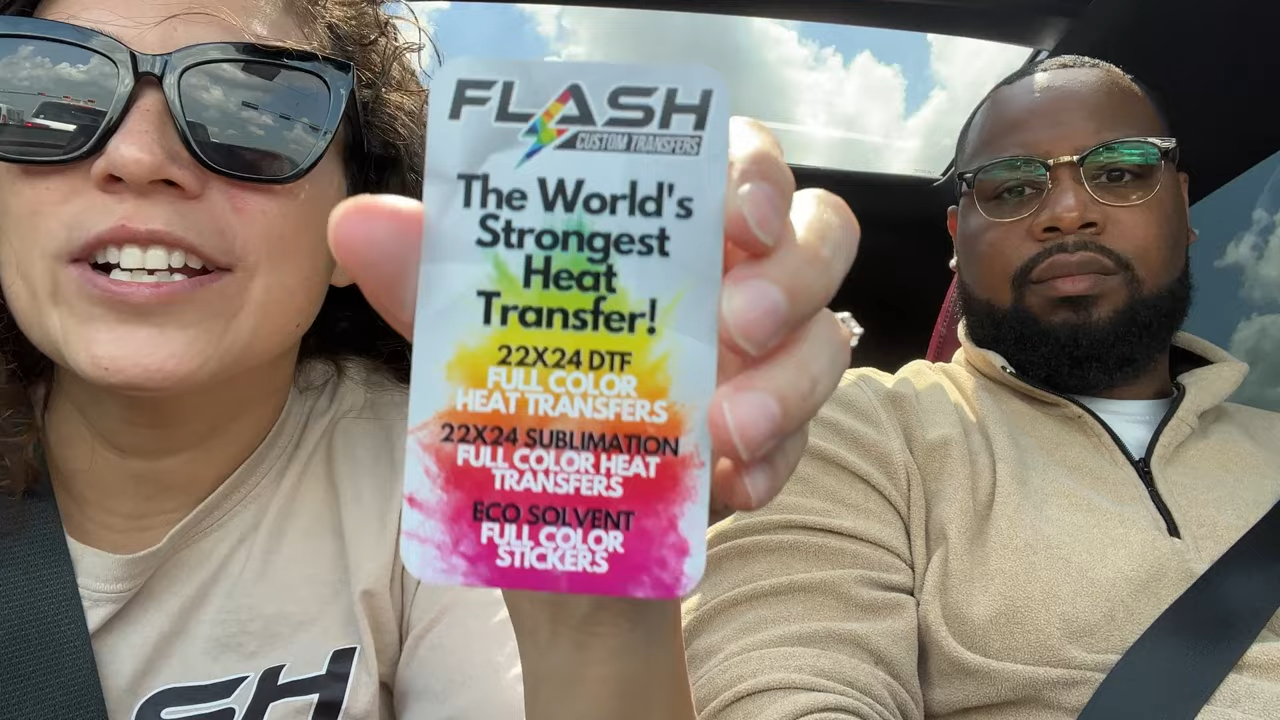 FLASH
CUSTOM TRANSFERS
The World's
Strongest
Heat
Transfer!
22X24 DTF
FULL COLOR
HEAT TRANSFERS
22X24 SUBLIMATION
FULL COLOR HEAT
TRANSFERS
ECO SOLVENT
FULL COLOR
STICKERS
SH